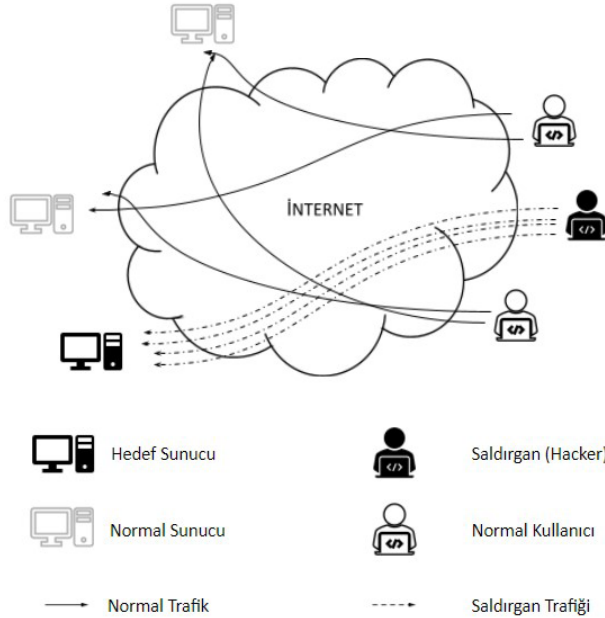 İNTERNET
Hedef Sunucu
Saldırgan (Hacker)
Normal Sunucu
Normal Kullanıcı
Normal Trafik
Saldırgan Trafiği